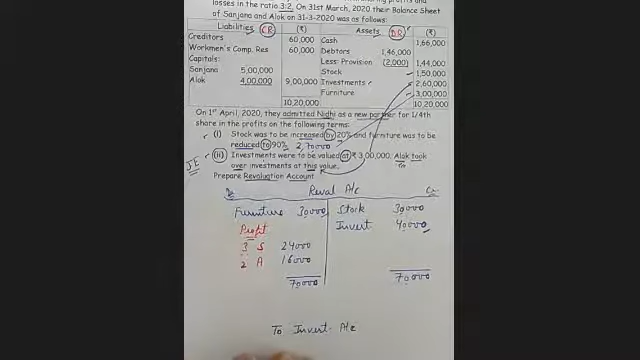 losses in the ratio 3:2. On 31st March, 2020 their Balance Sheet
of Sanjana and Alok on 31-3-2020 was as follows:
Liabilities CR (₹) Assets DR (₹)
Creditors 60,000 Cash 1,66,000
Workmen's Comp. Res 60,000 Debtors 1,46,000
Capitals: Less Provision (2,000) 1,44,000
Sanjana 5,00,000 Stock 1,50,000
Alok 4,00,000 9,00,000 Investments 2,60,000
Furniture 3,00,000
10,20,000 10,20,000
On 1st April, 2020, they admitted Nidhi as a new partner for 1/4th
share in the profits on the following terms:
(i) Stock was to be increased by 20% and furniture was to be
reduced to 90%. 2,70000
(ii) Investments were to be valued at ₹ 3,00,000. Alok took
over investments at this value.
JE
Prepare Revaluation Account
Reval A/c
Dr Cr
Furniture 30000 Stock 30000
Profit Invert 40000
3 S 24000
2 A 16000
70000 70000
To Invert A/c